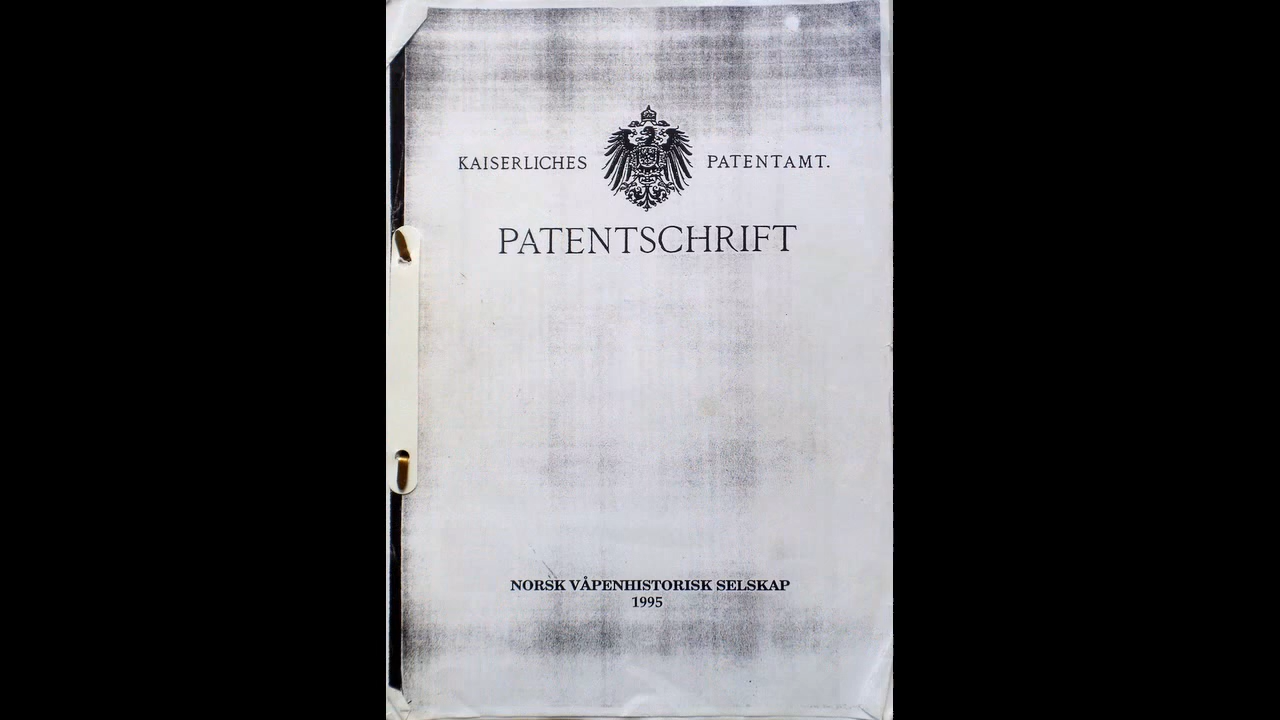 KAISERLICHES PATENTAMT.
PATENTSCHRIFT
NORSK VÅPENHISTORISK SELSKAP
1995